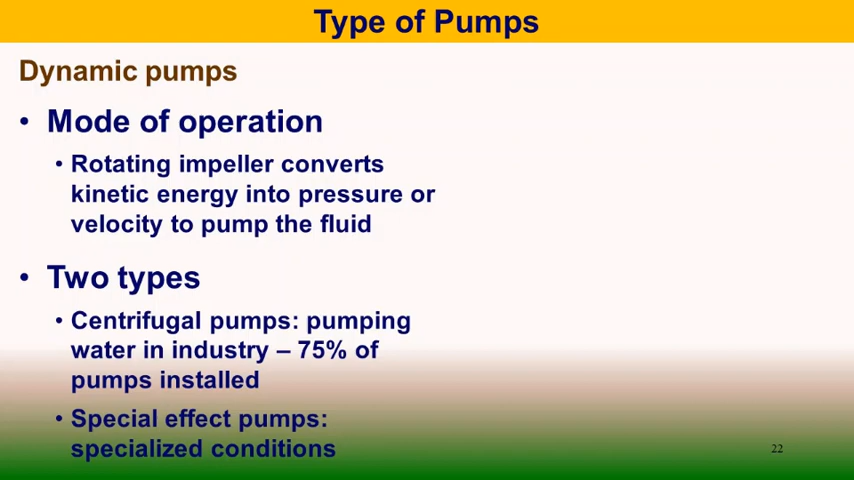 Type of Pumps
Dynamic pumps
• Mode of operation
• Rotating impeller converts
kinetic energy into pressure or
velocity to pump the fluid
• Two types
• Centrifugal pumps: pumping
water in industry – 75% of
pumps installed
• Special effect pumps:
specialized conditions
22